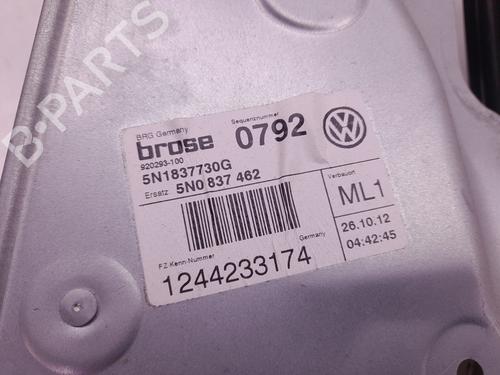 B-PARTS
BRG Germany
Sequenznummer
brose 0792
920293-100
5N1837730G
Ersatz 5N0 837 462
Verbauort
ML1
26.10.12
04:42:45
FZ-Kenn-Nummer
Germany
1244233174